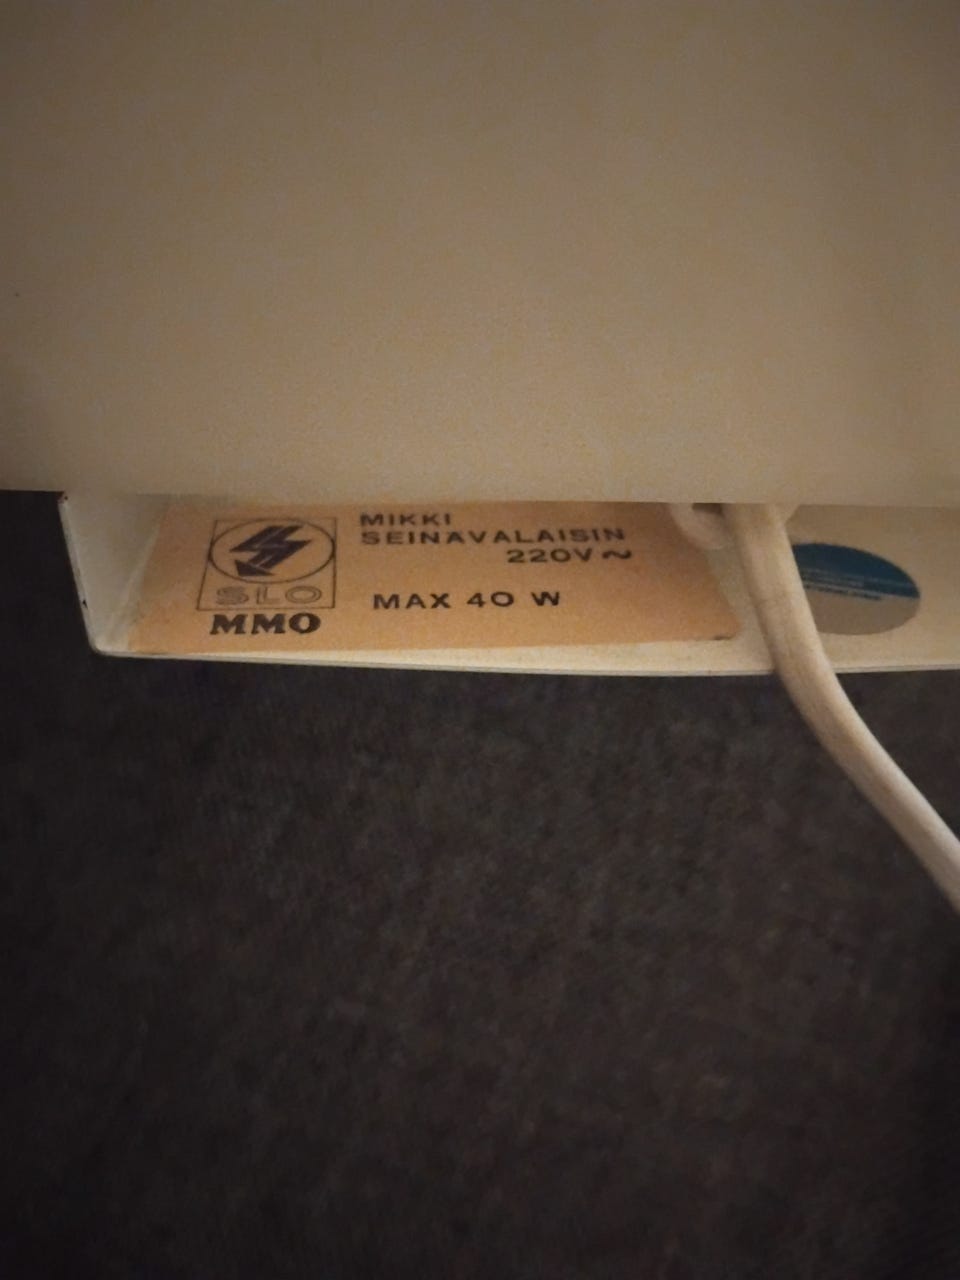 MIKKI
SEINAVALAISIN
220V ~
MAX 40 W
SLO
MMO